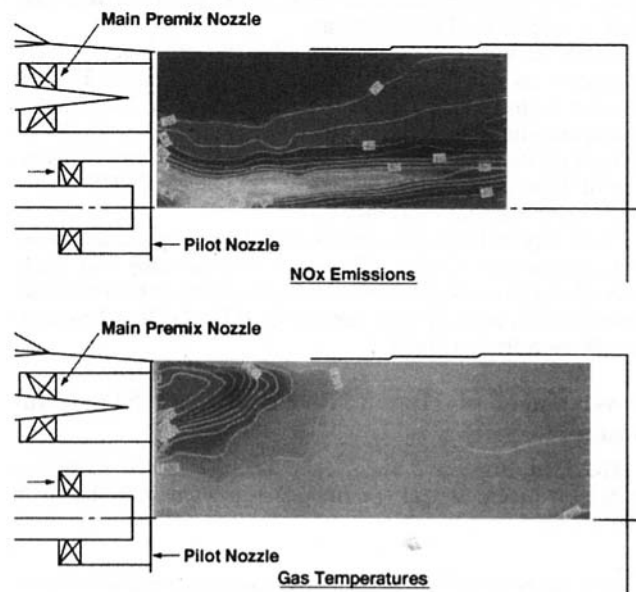 Main Premix Nozzle
Pilot Nozzle
NOx Emissions
Main Premix Nozzle
Pilot Nozzle
Gas Temperatures